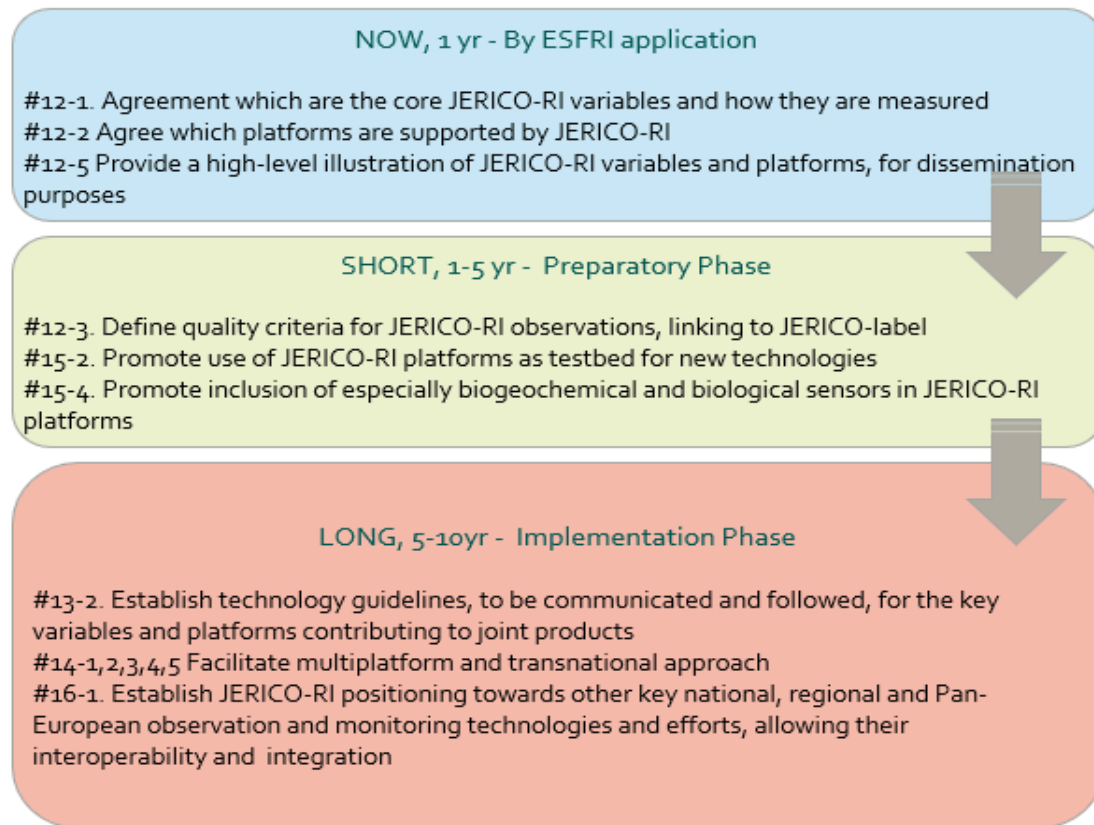 NOW, 1 yr - By ESFRI application
#12-1. Agreement which are the core JERICO-RI variables and how they are measured
#12-2 Agree which platforms are supported by JERICO-RI
#12-5 Provide a high-level illustration of JERICO-RI variables and platforms, for dissemination
purposes
SHORT, 1-5 yr -  Preparatory Phase
#12-3. Define quality criteria for JERICO-RI observations, linking to JERICO-label
#15-2. Promote use of JERICO-RI platforms as testbed for new technologies
#15-4. Promote inclusion of especially biogeochemical and biological sensors in JERICO-RI
platforms
LONG, 5-10yr -  Implementation Phase
#13-2. Establish technology guidelines, to be communicated and followed, for the key
variables and platforms contributing to joint products
#14-1,2,3,4,5 Facilitate multiplatform and transnational approach
#16-1. Establish JERICO-RI positioning towards other key national, regional and Pan-
European observation and monitoring technologies and efforts, allowing their
interoperability and  integration